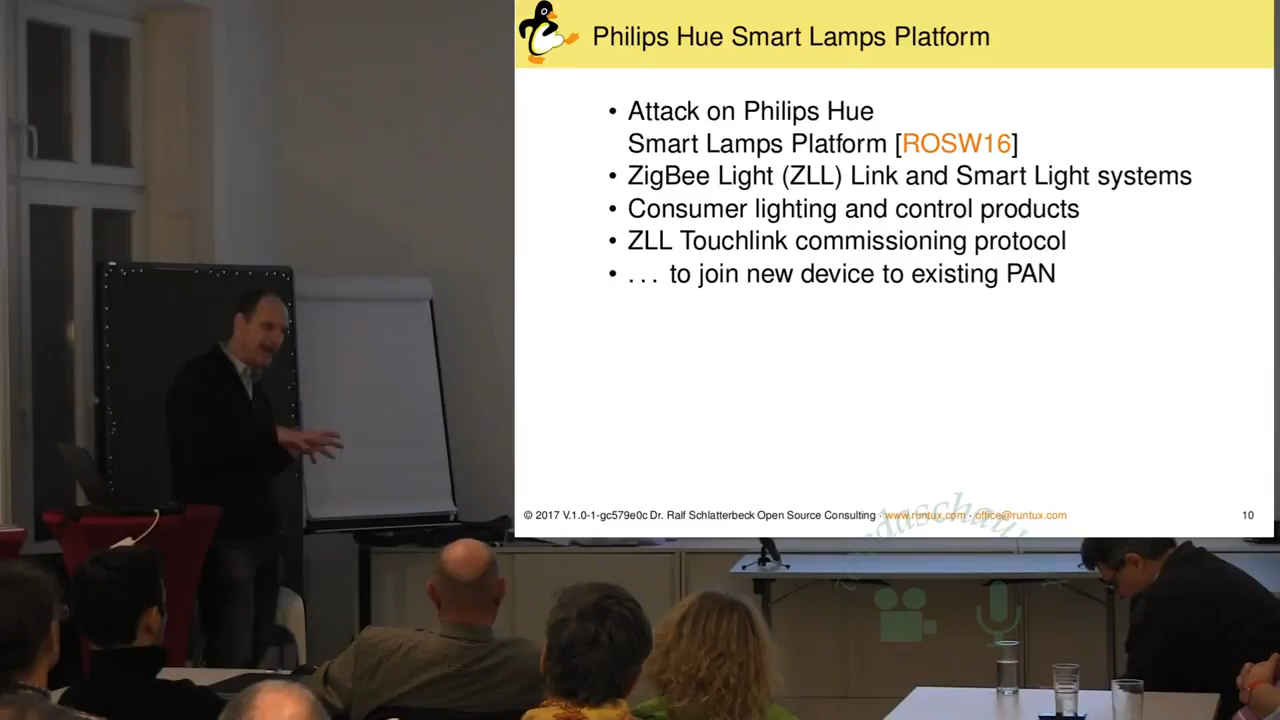 Philips Hue Smart Lamps Platform
• Attack on Philips Hue
Smart Lamps Platform [ROSW16]
• ZigBee Light (ZLL) Link and Smart Light systems
• Consumer lighting and control products
• ZLL Touchlink commissioning protocol
• ... to join new device to existing PAN
© 2017 V.1.0-1-gc579e0c Dr. Ralf Schlatterbeck Open Source Consulting · www.runtux.com · office@runtux.com
10